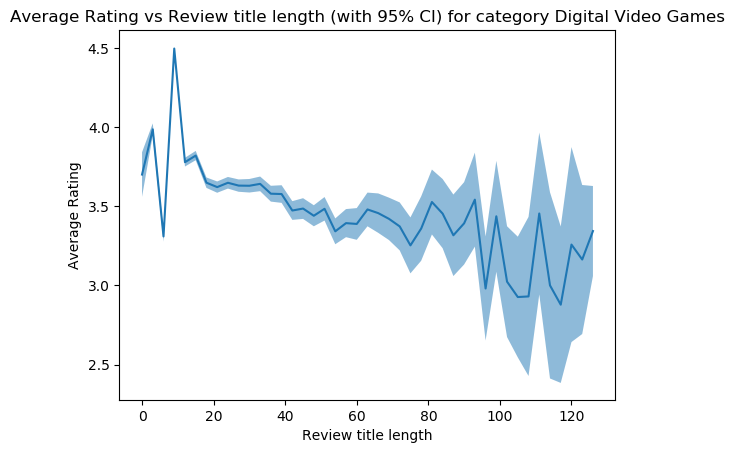 Average Rating vs Review title length (with 95% CI) for category Digital Video Games
4.5
4.0
3.5
3.0
2.5
Average Rating
0 20 40 60 80 100 120
Review title length